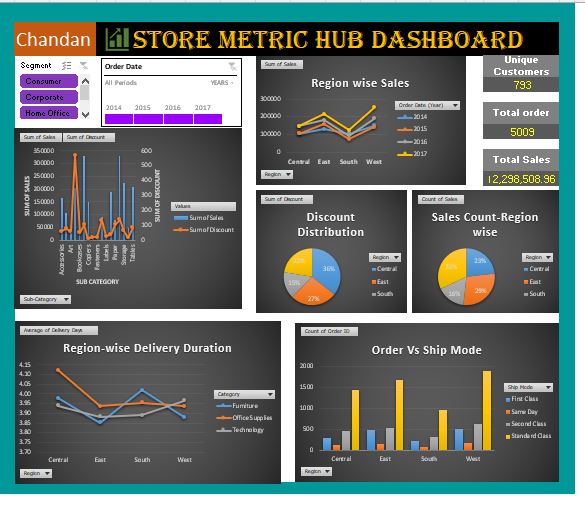 Chandan
STORE METRIC HUB DASHBOARD
Segment
Consumer
Corporate
Home Office
Order Date
All Periods
YEARS
2014 2015 2016 2017
Sum of Sales
Region wise Sales
300000
200000
100000
0
Central East South West
Order Date (Year)
2014
2015
2016
2017
Region
Unique
Customers
793
Total order
5009
Total Sales
12,298,508.96
Sum of Sales Sum of Discount
350000
300000
250000
200000
150000
100000
50000
0
SUM OF SALES
600
500
400
300
200
100
0
SUM OF DISCOUNT
Accessories
Art
Bookcases
Copiers
Fasteners
Labels
Paper
Storage
Tables
SUB CATEGORY
Values
Sum of Sales
Sum of Discount
Sub-Category
Sum of Discount
Discount
Distribution
36%
27%
15%
Region
Central
East
South
Count of Sales
Sales Count-Region
wise
23%
29%
16%
Region
Central
East
South
Average of Delivery Days
Region-wise Delivery Duration
4.15
4.10
4.05
4.00
3.95
3.90
3.85
3.80
3.75
3.70
Central East South West
Category
Furniture
Office Supplies
Technology
Region
Count of Order ID
Order Vs Ship Mode
2000
1500
1000
500
0
Central East South West
Ship Mode
First Class
Same Day
Second Class
Standard Class
Region